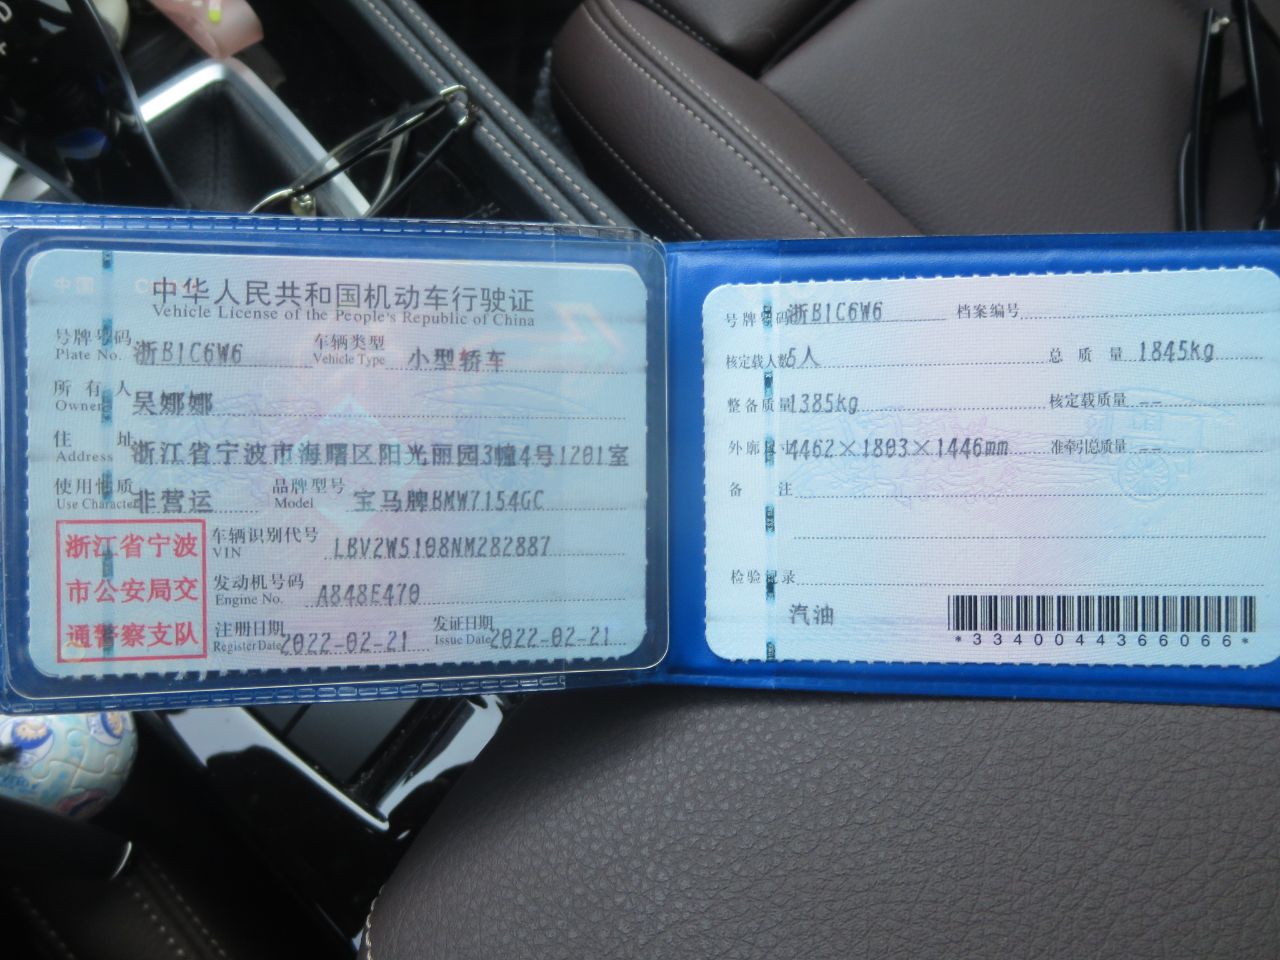 中华人民共和国机动车行驶证
Vehicle License of the People's Republic of China
号牌号码 浙B1C6W6 车辆类型 小型轿车
Plate No. Vehicle Type
所有人 吴娜娜
Owner
住址 浙江省宁波市海曙区阳光丽园3幢4号1201室
Address
使用性质 非营运 品牌型号 宝马牌BMW7154GC
Use Character Model
浙江省宁波
市公安局交
通警察支队
车辆识别代号 LBV2W5108NM282887
VIN
发动机号码 A848E470
Engine No.
注册日期 2022-02-21 发证日期 2022-02-21
Register Date Issue Date
号牌号码 浙B1C6W6 档案编号
核定载人数 5人 总质量 1845kg
整备质量 1385kg 核定载质量 --
外廓尺寸 4462×1803×1446mm 准牵引总质量 --
备注
检验记录
汽油
*3340044366066*